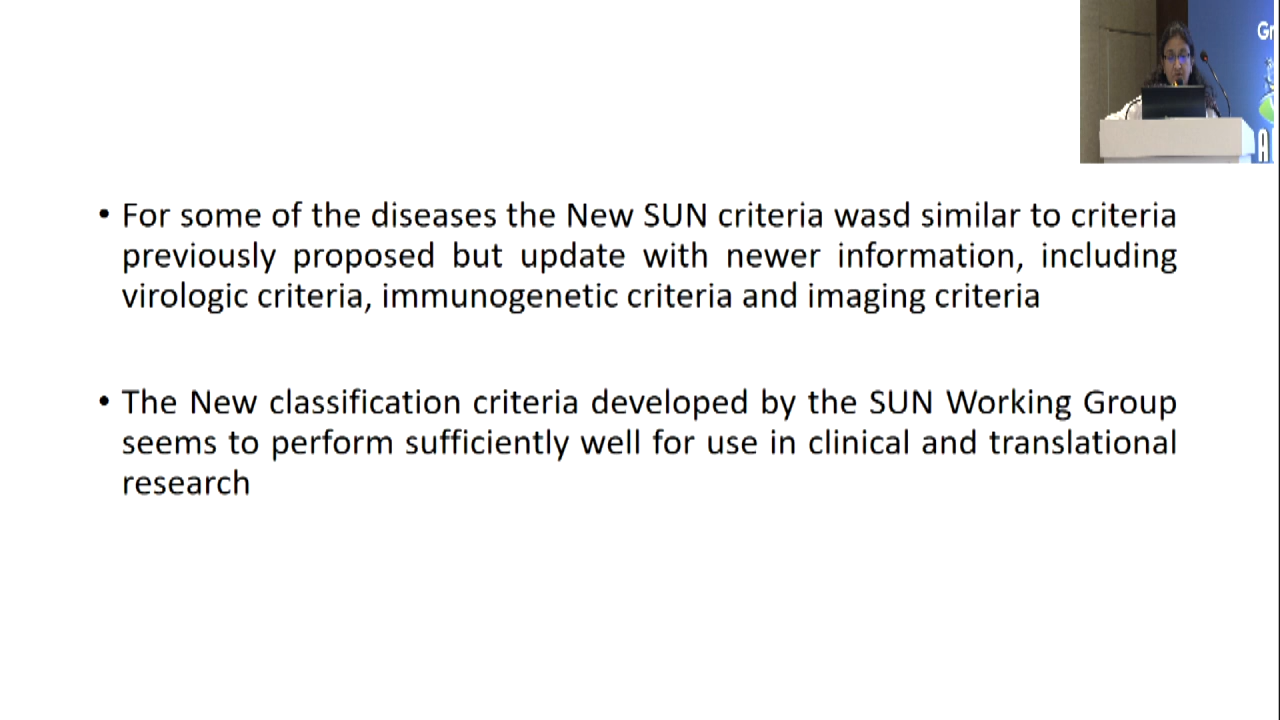 • For some of the diseases the New SUN criteria wasd similar to criteria
previously proposed but update with newer information, including
virologic criteria, immunogenetic criteria and imaging criteria
• The New classification criteria developed by the SUN Working Group
seems to perform sufficiently well for use in clinical and translational
research
Gr
A